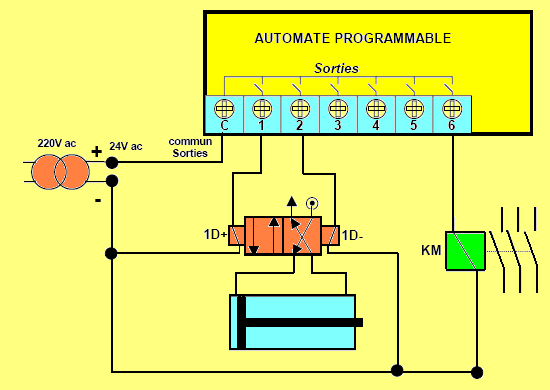 AUTOMATE PROGRAMMABLE
Sorties
C 1 2 3 4 5 6
220V ac
+
24V ac
commun
Sorties
-
1D+
1D-
KM